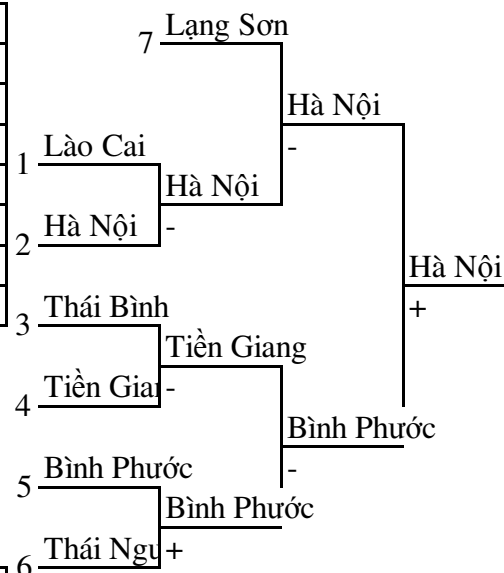 7 Lạng Sơn
Hà Nội
-
1 Lào Cai
Hà Nội
-
2 Hà Nội
Hà Nội
+
3 Thái Bình
Tiền Giang
-
4 Tiền Gia
Bình Phước
-
5 Bình Phước
Bình Phước
+
6 Thái Ngu